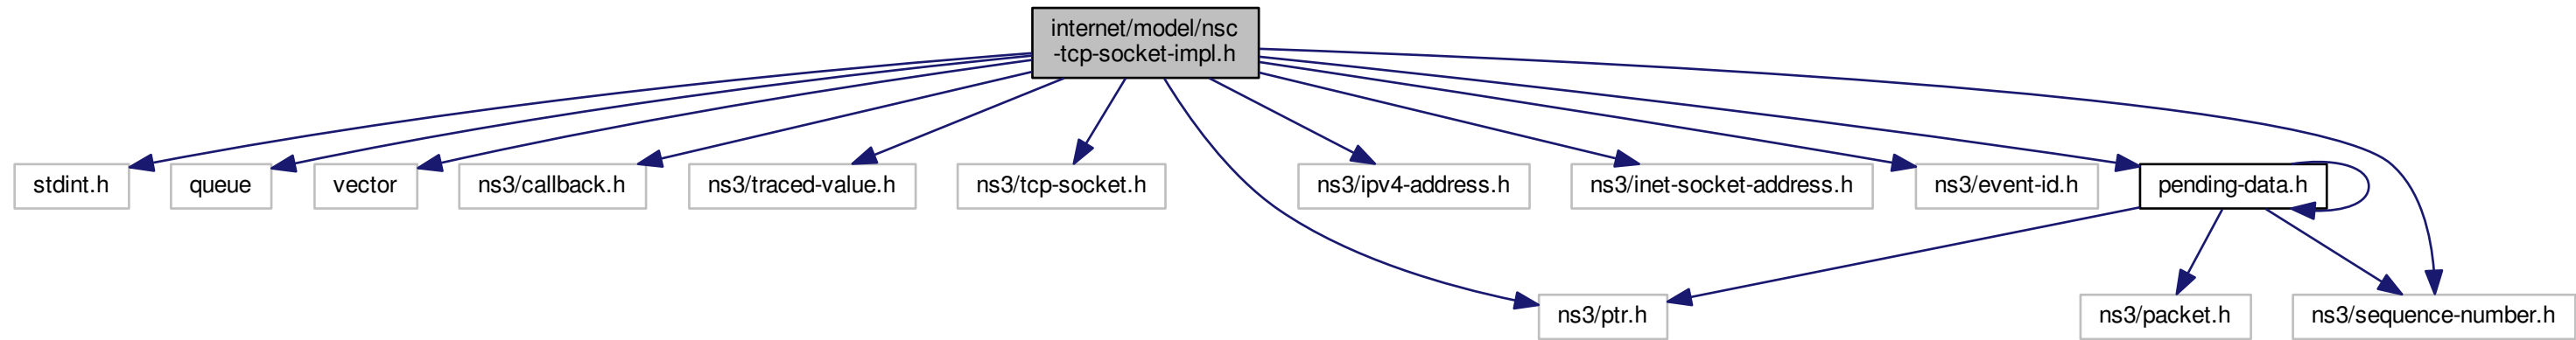 internet/model/nsc
-tcp-socket-impl.h
stdint.h
queue
vector
ns3/callback.h
ns3/traced-value.h
ns3/tcp-socket.h
ns3/ipv4-address.h
ns3/inet-socket-address.h
ns3/event-id.h
pending-data.h
ns3/ptr.h
ns3/packet.h
ns3/sequence-number.h